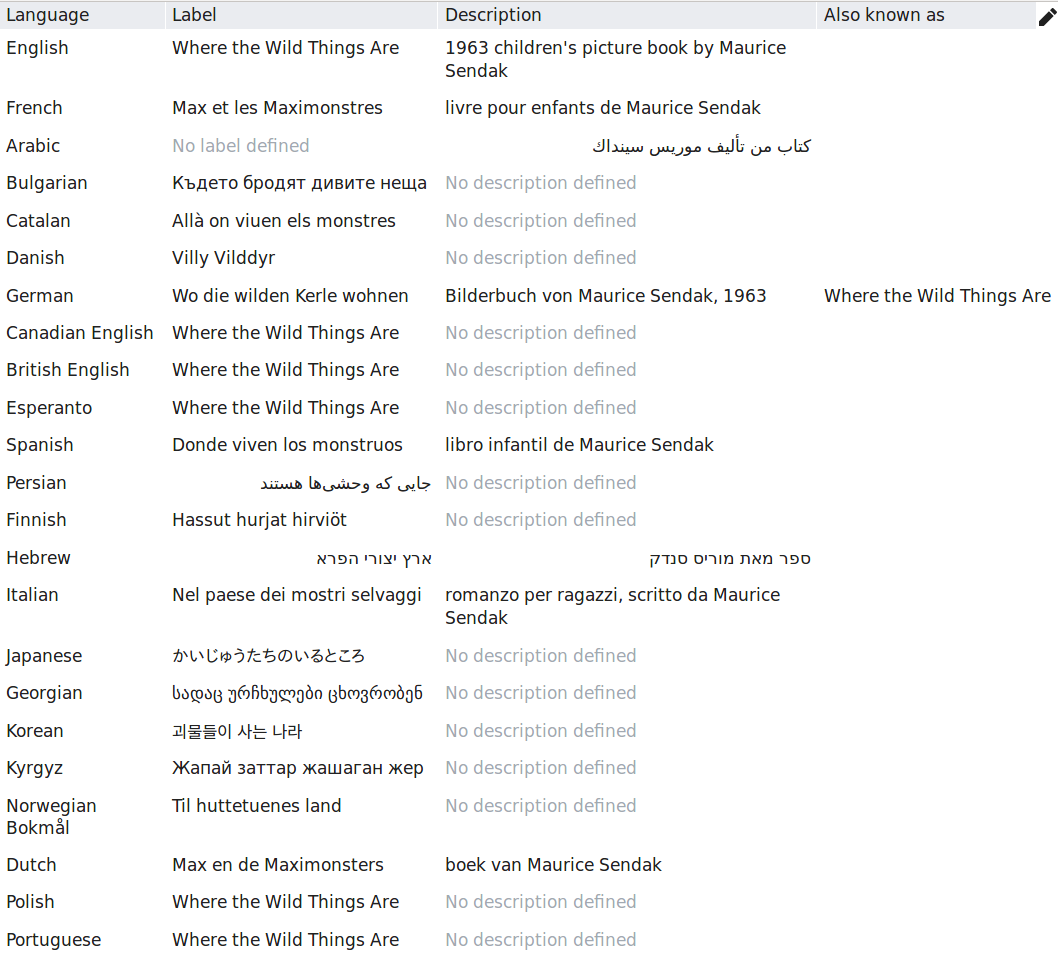 Language Label Description Also known as
English Where the Wild Things Are 1963 children's picture book by Maurice
Sendak
French Max et les Maximonstres livre pour enfants de Maurice Sendak
Arabic No label defined كتاب من تأليف موريس سينداك
Bulgarian Където бродят дивите неща No description defined
Catalan Allà on viuen els monstres No description defined
Danish Villy Vilddyr No description defined
German Wo die wilden Kerle wohnen Bilderbuch von Maurice Sendak, 1963 Where the Wild Things Are
Canadian English Where the Wild Things Are No description defined
British English Where the Wild Things Are No description defined
Esperanto Where the Wild Things Are No description defined
Spanish Donde viven los monstruos libro infantil de Maurice Sendak
Persian جایی که وحشی‌ها هستند No description defined
Finnish Hassut hurjat hirviöt No description defined
Hebrew ארץ יצורי הפרא ספר מאת מוריס סנדק
Italian Nel paese dei mostri selvaggi romanzo per ragazzi, scritto da Maurice
Sendak
Japanese かいじゅうたちのいるところ No description defined
Georgian სადაც ურჩხულები ცხოვრობენ No description defined
Korean 괴물들이 사는 나라 No description defined
Kyrgyz Жапай заттар жашаган жер No description defined
Norwegian Til huttetuenes land No description defined
Bokmål
Dutch Max en de Maximonsters boek van Maurice Sendak
Polish Where the Wild Things Are No description defined
Portuguese Where the Wild Things Are No description defined